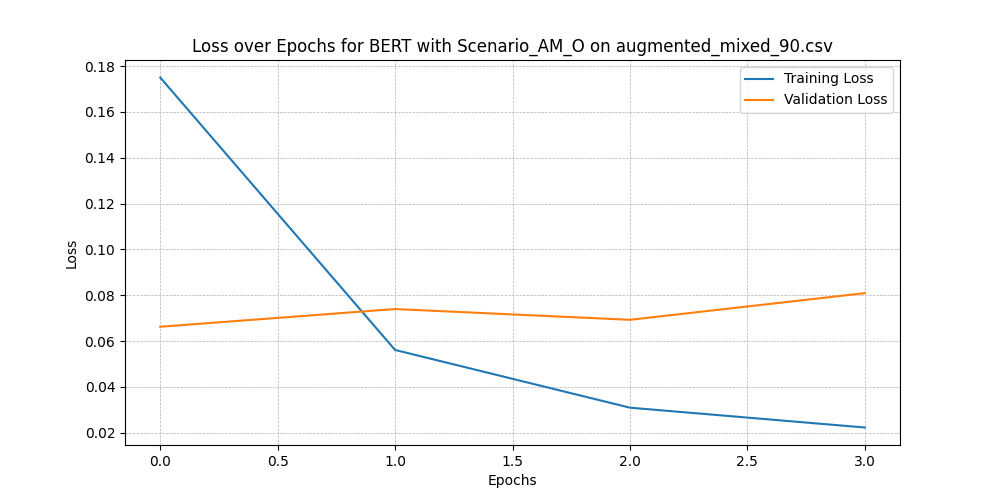 Loss over Epochs for BERT with Scenario_AM_O on augmented_mixed_90.csv
0.18
0.16
0.14
0.12
0.10
0.08
0.06
0.04
0.02
Loss
Training Loss
Validation Loss
0.0 0.5 1.0 1.5 2.0 2.5 3.0
Epochs